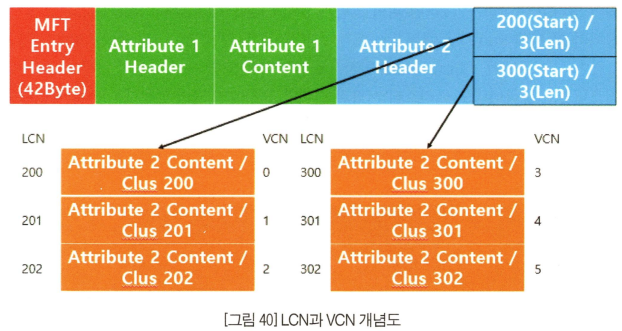 MFT
Entry
Header
(42Byte)
Attribute 1
Header
Attribute 1
Content
Attribute 2
Header
200(Start) /
3(Len)
300(Start) /
3(Len)
LCN
VCN
LCN
VCN
200
Attribute 2 Content /
Clus 200
0
300
Attribute 2 Content /
Clus 300
3
201
Attribute 2 Content /
Clus 201
1
301
Attribute 2 Content /
Clus 301
4
202
Attribute 2 Content /
Clus 202
2
302
Attribute 2 Content /
Clus 302
5
[그림 40] LCN과 VCN 개념도